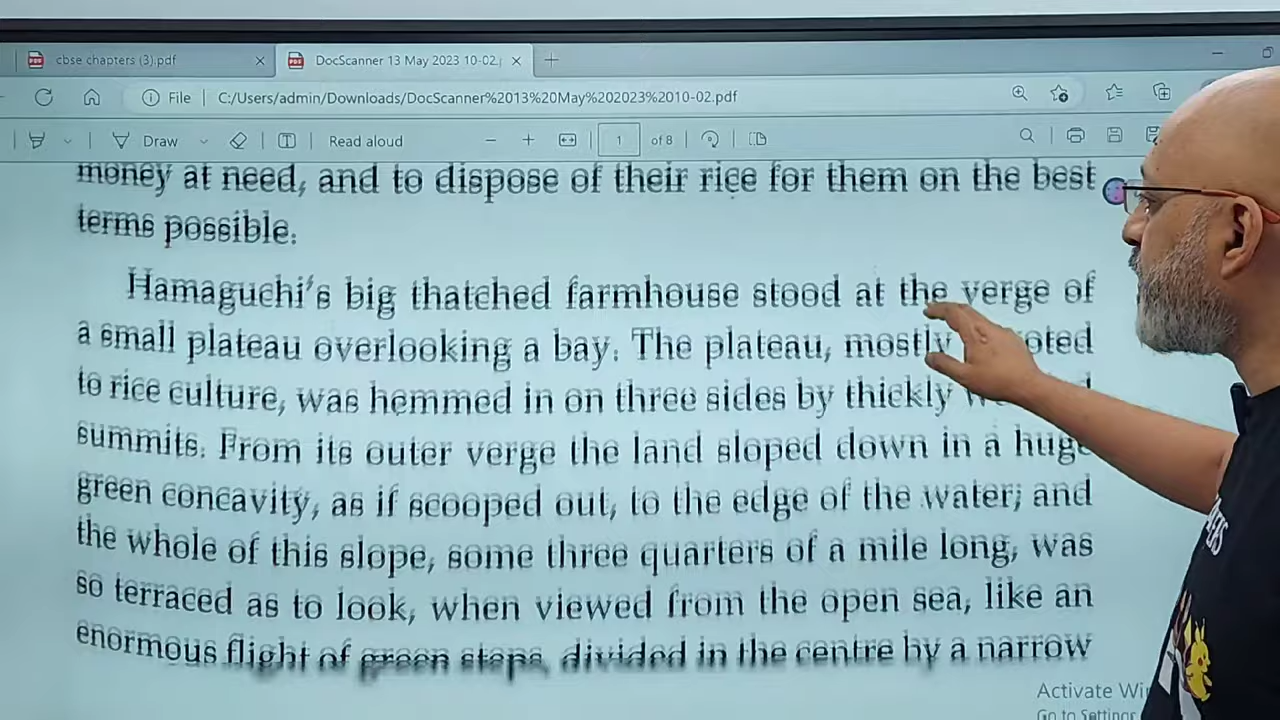 cbse chapters (3).pdf
DocScanner 13 May 2023 10-02.
File C:/Users/admin/Downloads/DocScanner%2013%20May%202023%2010-02.pdf
Draw Read aloud 1 of 8
money at need, and to dispose of their rice for them on the best
terms possible.
Hamaguchi's big thatched farmhouse stood at the verge of
a small plateau overlooking a bay. The plateau, mostly
to rice culture, was hemmed in on three sides by thickly
summits. From its outer verge the land sloped down in a huge
green concavity, as if scooped out, to the edge of the water; and
the whole of this slope, some three quarters of a mile long, was
so terraced as to look, when viewed from the open sea, like an
enormous flight of green steps, divided in the centre by a narrow
Activate
Go to